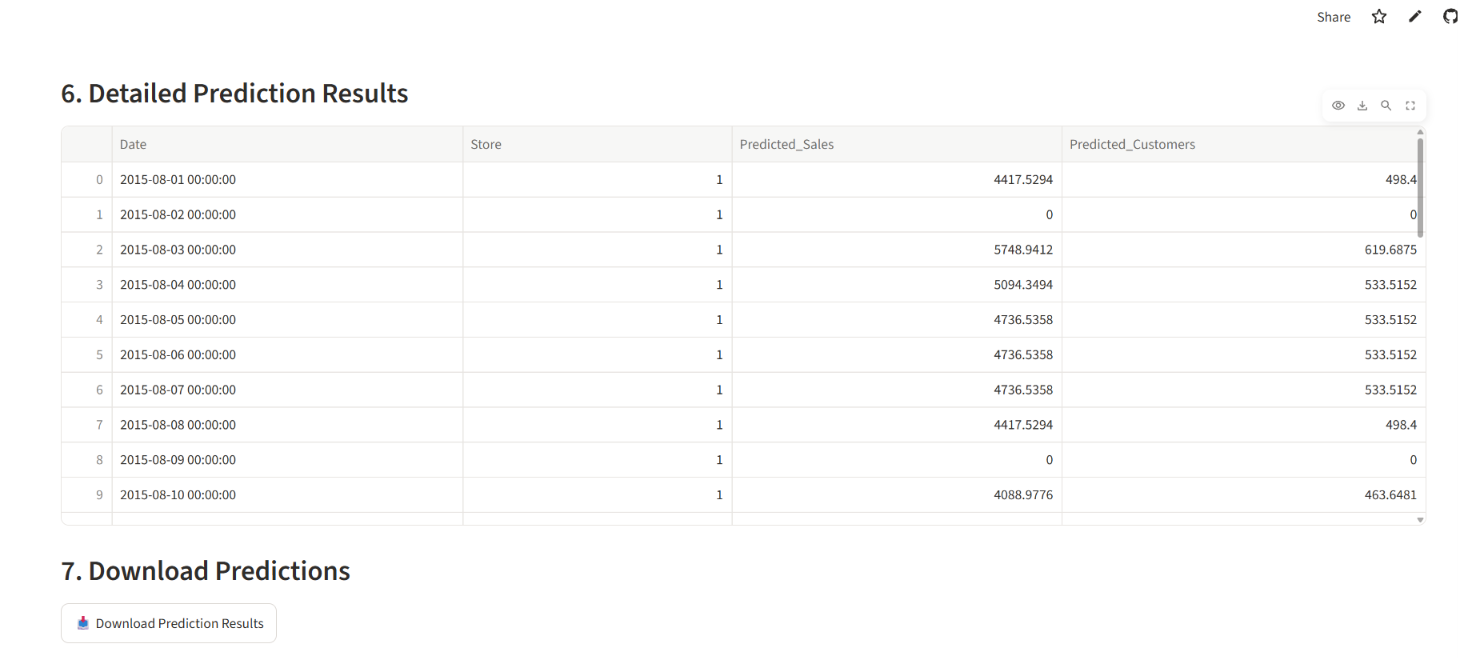 Share
6. Detailed Prediction Results
Date Store Predicted_Sales Predicted_Customers
0 2015-08-01 00:00:00 1 4417.5294 498.4
1 2015-08-02 00:00:00 1 0 0
2 2015-08-03 00:00:00 1 5748.9412 619.6875
3 2015-08-04 00:00:00 1 5094.3494 533.5152
4 2015-08-05 00:00:00 1 4736.5358 533.5152
5 2015-08-06 00:00:00 1 4736.5358 533.5152
6 2015-08-07 00:00:00 1 4736.5358 533.5152
7 2015-08-08 00:00:00 1 4417.5294 498.4
8 2015-08-09 00:00:00 1 0 0
9 2015-08-10 00:00:00 1 4088.9776 463.6481
7. Download Predictions
Download Prediction Results